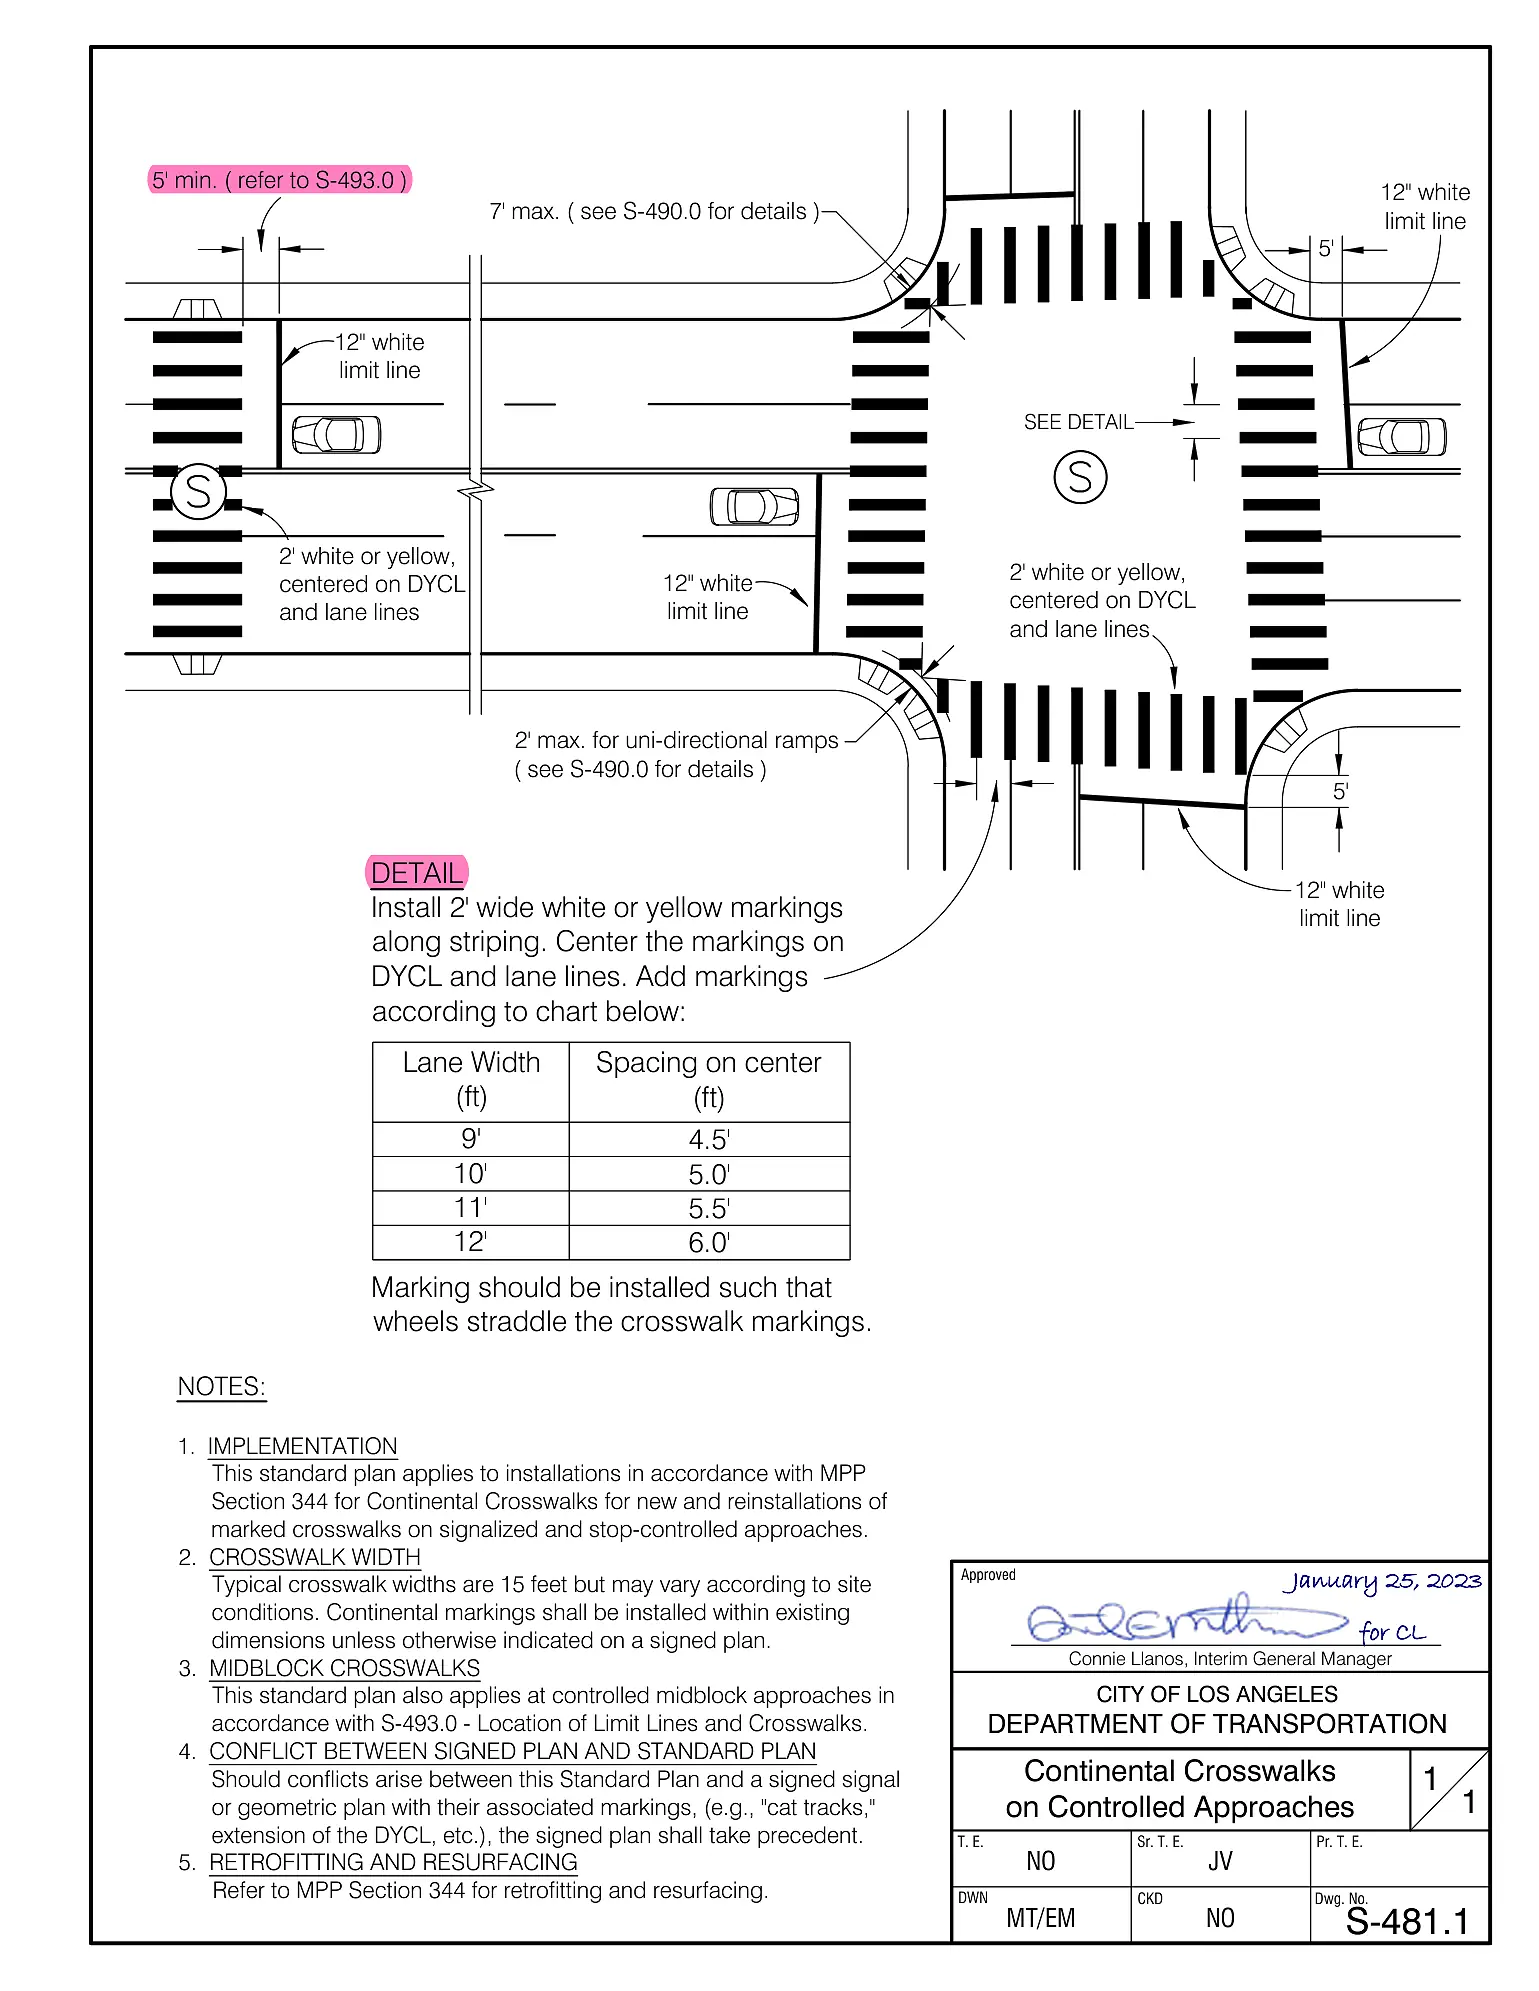 5' min. ( refer to S-493.0 )
7' max. ( see S-490.0 for details )
12" white
limit line
5'
12" white
limit line
SEE DETAIL
S
S
2' white or yellow,
centered on DYCL
and lane lines
12" white
limit line
2' white or yellow,
centered on DYCL
and lane lines
2' max. for uni-directional ramps
( see S-490.0 for details )
5'
12" white
limit line
DETAIL
Install 2' wide white or yellow markings
along striping. Center the markings on
DYCL and lane lines. Add markings
according to chart below:
Lane Width (ft) Spacing on center (ft)
9' 4.5'
10' 5.0'
11' 5.5'
12' 6.0'
Marking should be installed such that
wheels straddle the crosswalk markings.
NOTES:
1. IMPLEMENTATION
This standard plan applies to installations in accordance with MPP
Section 344 for Continental Crosswalks for new and reinstallations of
marked crosswalks on signalized and stop-controlled approaches.
2. CROSSWALK WIDTH
Typical crosswalk widths are 15 feet but may vary according to site
conditions. Continental markings shall be installed within existing
dimensions unless otherwise indicated on a signed plan.
3. MIDBLOCK CROSSWALKS
This standard plan also applies at controlled midblock approaches in
accordance with S-493.0 - Location of Limit Lines and Crosswalks.
4. CONFLICT BETWEEN SIGNED PLAN AND STANDARD PLAN
Should conflicts arise between this Standard Plan and a signed signal
or geometric plan with their associated markings, (e.g., "cat tracks,"
extension of the DYCL, etc.), the signed plan shall take precedent.
5. RETROFITTING AND RESURFACING
Refer to MPP Section 344 for retrofitting and resurfacing.
Approved
January 25, 2023
for CL
Connie Llanos, Interim General Manager
CITY OF LOS ANGELES
DEPARTMENT OF TRANSPORTATION
Continental Crosswalks
on Controlled Approaches
1/1
T. E. NO
Sr. T. E. JV
Pr. T. E.
DWN MT/EM
CKD NO
Dwg. No. S-481.1